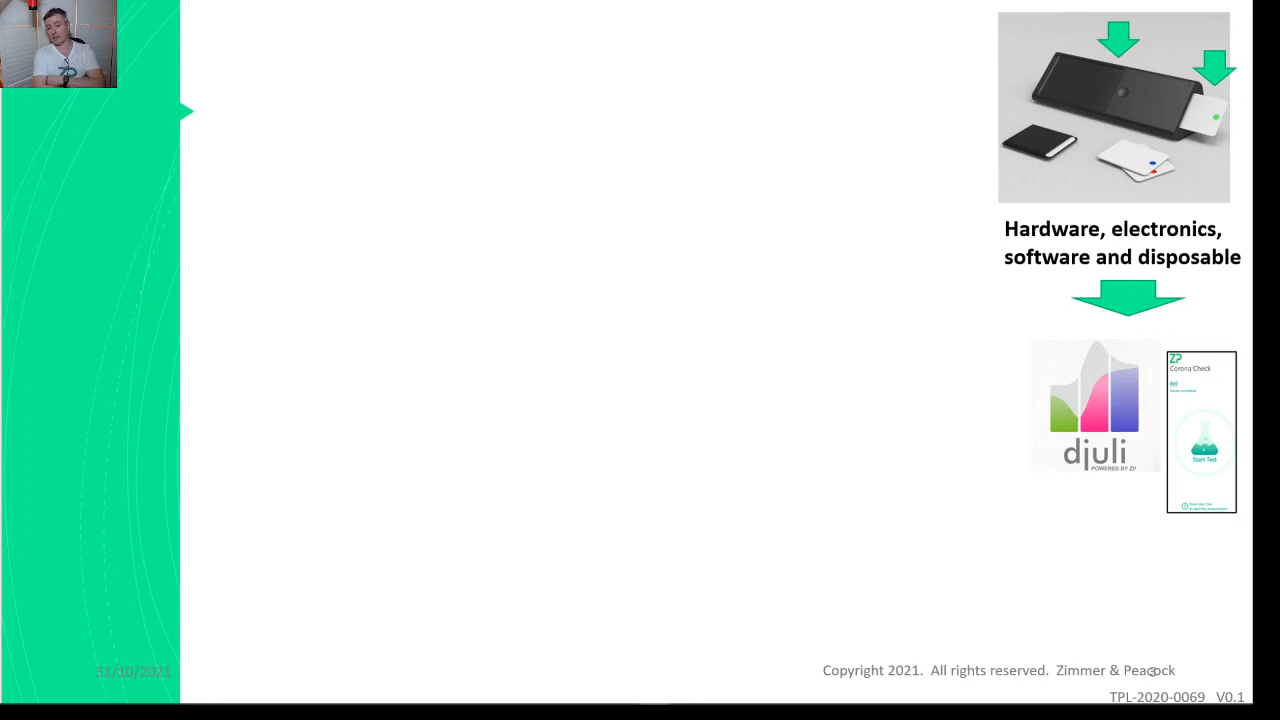 Hardware, electronics,
software and disposable
djuli
POWERED BY ZP
ZP
Corona Check
Start Test
31/10/2021
Copyright 2021. All rights reserved. Zimmer & Peacock
3
TPL-2020-0069 V0.1